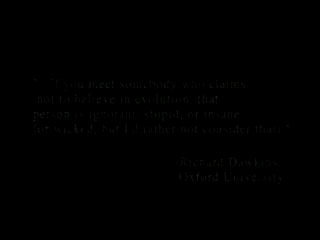 "...If you meet somebody who claims
not to believe in evolution, that
person is ignorant, stupid, or insane
(or wicked, but I'd rather not consider that)."
-Richard Dawkins
Oxford University